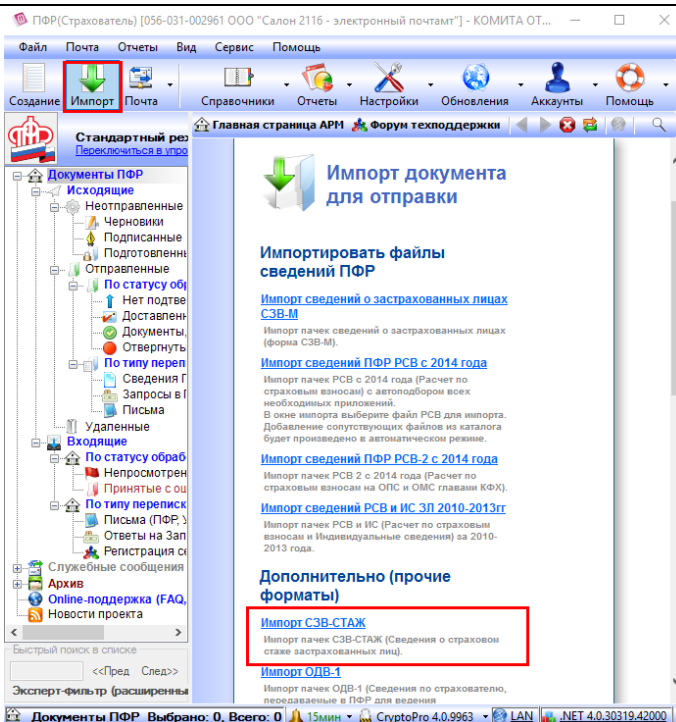 ПФР(Страхователь) [056-031-002961 ООО "Салон 2116 - электронный почтамт"] - КОМИТА ОТ...
Файл Почта Отчеты Вид Сервис Помощь
Создание Импорт Почта Справочники Отчеты Настройки Обновления Аккаунты Помощь
Стандартный реж
Переключиться в упро
Главная страница АРМ Форум техподдержки
Документы ПФР
Исходящие
Неотправленные
Черновики
Подписанные
Подготовленны
Отправленные
По статусу обр
Нет подтве
Доставленн
Документы,
Отвергнуть
По типу переп
Сведения П
Запросы в П
Письма
Удаленные
Входящие
По статусу обраб
Непросмотрен
Принятые с ош
По типу переписк
Письма (ПФР, У
Ответы на Зап
Регистрация се
Служебные сообщения
Архив
Online-поддержка (FAQ,
Новости проекта
Быстрый поиск в списке
<<Пред След>>
Эксперт-фильтр (расширенны
Импорт документа
для отправки
Импортировать файлы
сведений ПФР
Импорт сведений о застрахованных лицах
СЗВ-М
Импорт пачек сведений о застрахованных лицах
(форма СЗВ-М).
Импорт сведений ПФР РСВ с 2014 года
Импорт пачек РСВ с 2014 года (Расчет по
страховым взносам) с автоподбором всех
необходимых приложений.
В окне импорта выберите файл РСВ для импорта.
Добавление сопутствующих файлов из каталога
будет произведено в автоматическом режиме.
Импорт сведений ПФР РСВ-2 с 2014 года
Импорт пачек РСВ 2 с 2014 года (Расчет по
страховым взносам на ОПС и ОМС главами КФХ).
Импорт сведений РСВ и ИС ЗЛ 2010-2013гг
Импорт пачек РСВ и ИС (Расчет по страховым
взносам и Индивидуальные сведения) за 2010-
2013 года.
Дополнительно (прочие
форматы)
Импорт СЗВ-СТАЖ
Импорт пачек СЗВ-СТАЖ (Сведения о страховом
стаже застрахованных лиц).
Импорт ОДВ-1
Импорт пачек ОДВ-1 (Сведения по страхователю,
передаваемые в ПФР для ведения
Документы ПФР Выбрано: 0, Всего: 0 15мин CryptoPro 4.0.9963 LAN .NET 4.0.30319.42000